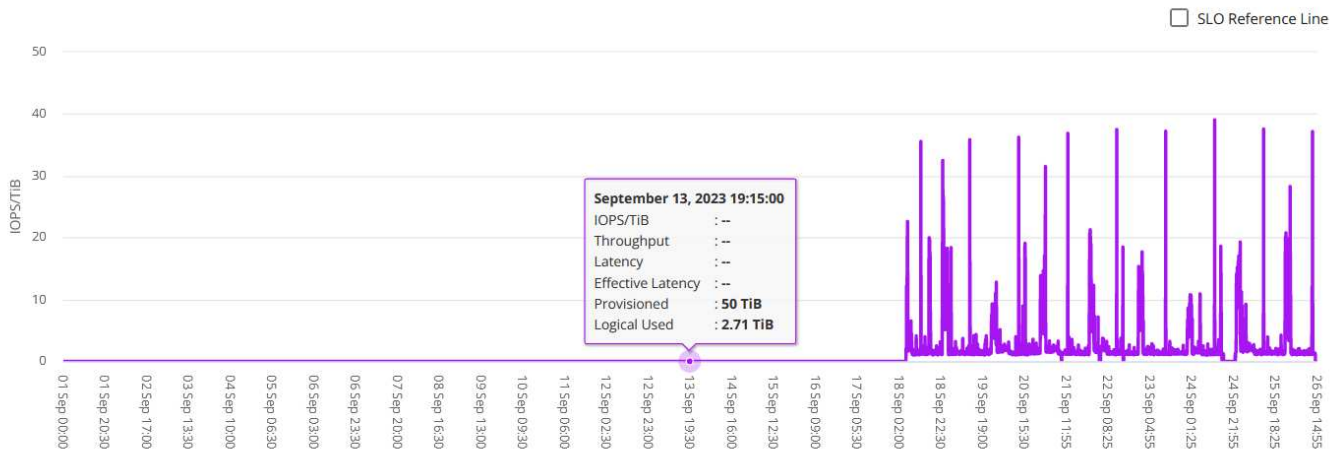 SLO Reference Line
50
40
30
20
10
0
IOPS/TiB
September 13, 2023 19:15:00
IOPS/TiB : --
Throughput : --
Latency : --
Effective Latency : --
Provisioned : 50 TiB
Logical Used : 2.71 TiB
01 Sep 00:00
01 Sep 20:30
02 Sep 17:00
03 Sep 13:30
04 Sep 10:00
05 Sep 06:30
06 Sep 03:00
06 Sep 23:30
07 Sep 20:00
08 Sep 16:30
09 Sep 13:00
10 Sep 09:30
11 Sep 06:00
12 Sep 02:30
12 Sep 23:00
13 Sep 19:30
14 Sep 16:00
15 Sep 12:30
16 Sep 09:00
17 Sep 05:30
18 Sep 02:00
18 Sep 22:30
19 Sep 19:00
20 Sep 15:30
21 Sep 11:55
22 Sep 08:25
23 Sep 04:55
24 Sep 01:25
24 Sep 21:55
25 Sep 18:25
26 Sep 14:55